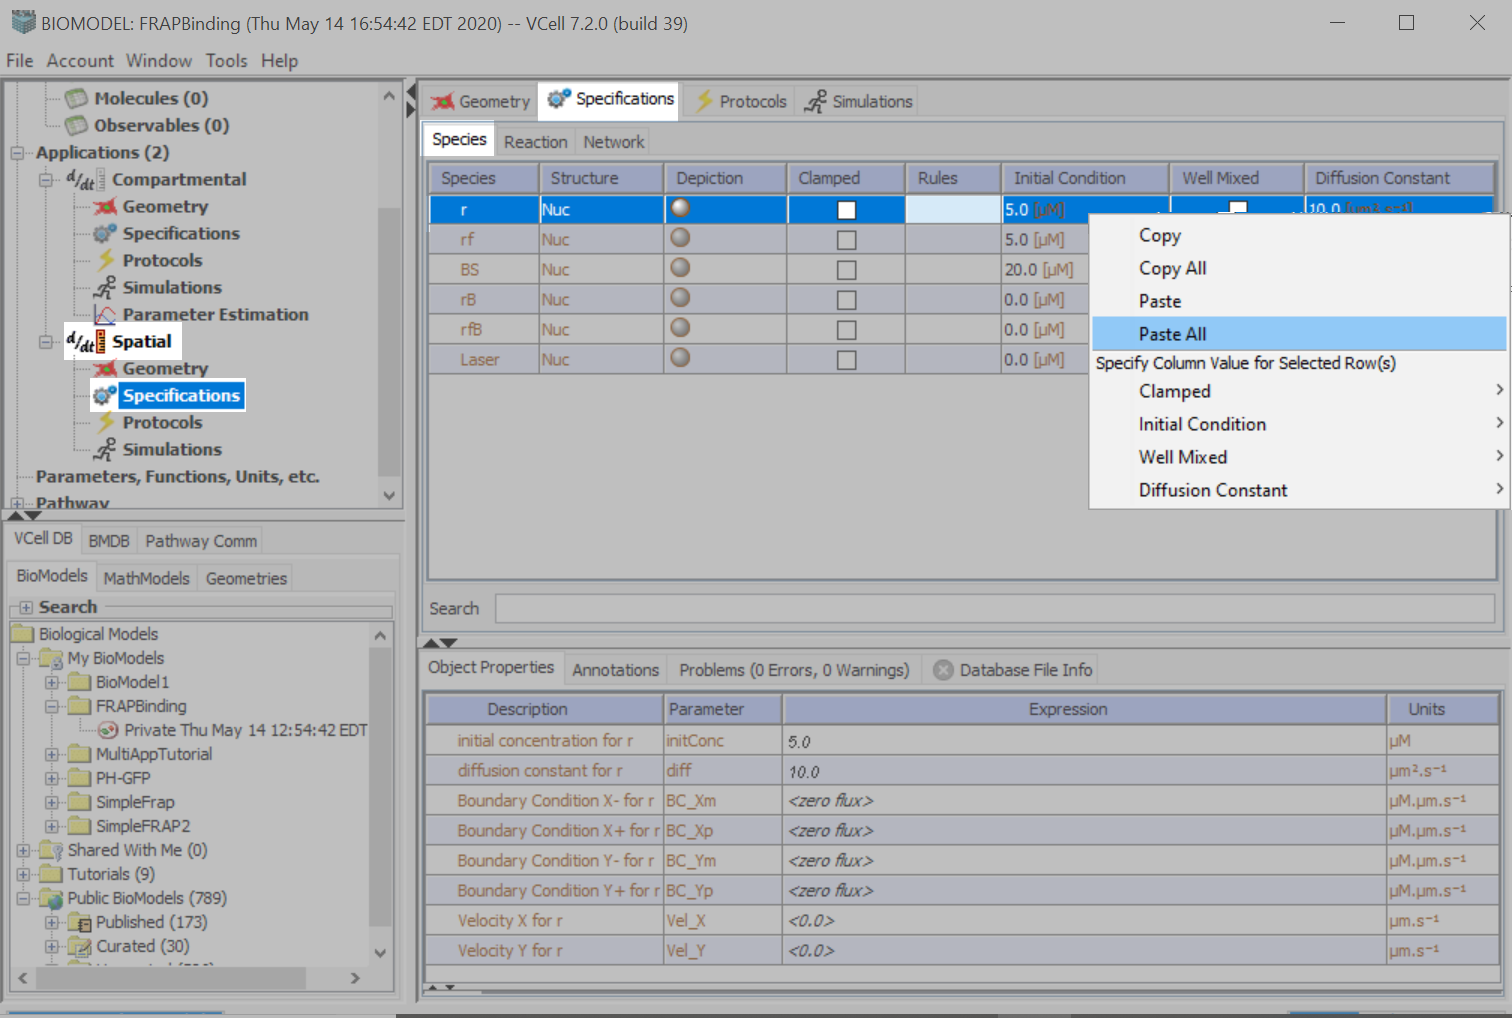 BIOMODEL: FRAPBinding (Thu May 14 16:54:42 EDT 2020) -- VCell 7.2.0 (build 39)
File Account Window Tools Help
Molecules (0)
Observables (0)
Applications (2)
d/dt Compartmental
Geometry
Specifications
Protocols
Simulations
Parameter Estimation
d/dt Spatial
Geometry
Specifications
Protocols
Simulations
Parameters, Functions, Units, etc.
Pathway
VCell DB BMDB Pathway Comm
BioModels MathModels Geometries
Search
Biological Models
My BioModels
BioModel1
FRAPBinding
Private Thu May 14 12:54:42 EDT
MultiAppTutorial
PH-GFP
SimpleFrap
SimpleFRAP2
Shared With Me (0)
Tutorials (9)
Public BioModels (789)
Published (173)
Curated (30)
Geometry Specifications Protocols Simulations
Species Reaction Network
Species Structure Depiction Clamped Rules Initial Condition Well Mixed Diffusion Constant
r Nuc 5.0 [µM] 10.0 [µm².s⁻¹]
rf Nuc 5.0 [µM]
BS Nuc 20.0 [µM]
rB Nuc 0.0 [µM]
rfB Nuc 0.0 [µM]
Laser Nuc 0.0 [µM]
Copy
Copy All
Paste
Paste All
Specify Column Value for Selected Row(s)
Clamped
Initial Condition
Well Mixed
Diffusion Constant
Search
Object Properties Annotations Problems (0 Errors, 0 Warnings) Database File Info
Description Parameter Expression Units
initial concentration for r initConc 5.0 µM
diffusion constant for r diff 10.0 µm².s⁻¹
Boundary Condition X- for r BC_Xm <zero flux> µM.µm.s⁻¹
Boundary Condition X+ for r BC_Xp <zero flux> µM.µm.s⁻¹
Boundary Condition Y- for r BC_Ym <zero flux> µM.µm.s⁻¹
Boundary Condition Y+ for r BC_Yp <zero flux> µM.µm.s⁻¹
Velocity X for r Vel_X <0.0> µm.s⁻¹
Velocity Y for r Vel_Y <0.0> µm.s⁻¹